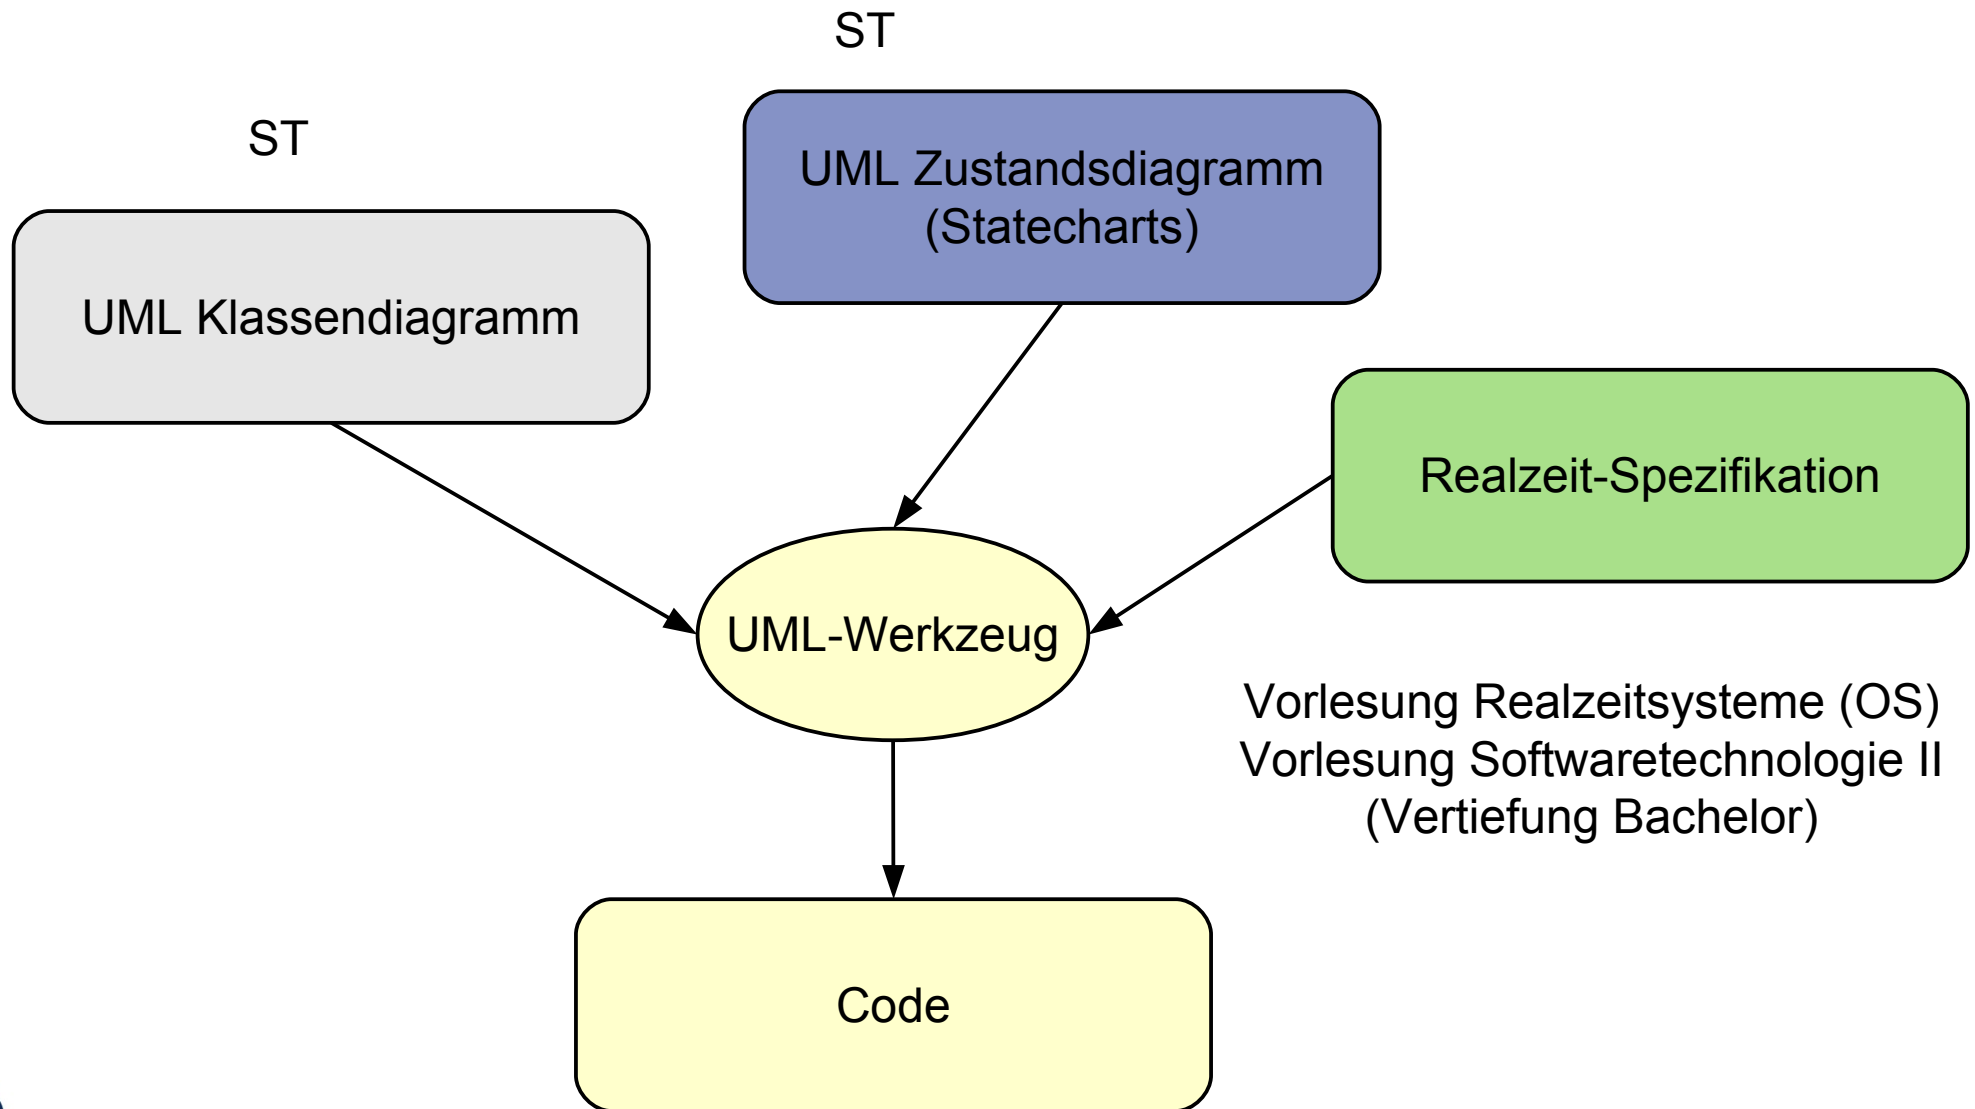 ST
ST
UML Zustandsdiagramm
(Statecharts)
UML Klassendiagramm
Realzeit-Spezifikation
UML-Werkzeug
Vorlesung Realzeitsysteme (OS)
Vorlesung Softwaretechnologie II
(Vertiefung Bachelor)
Code